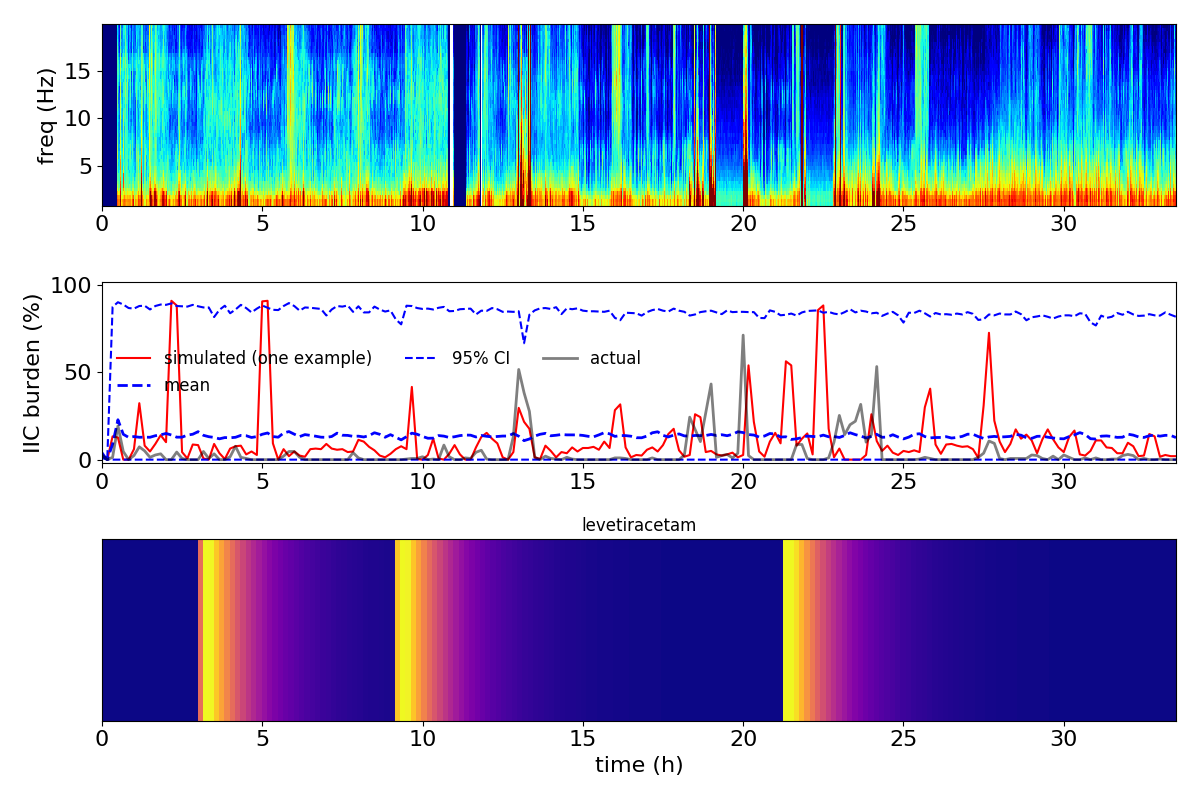 freq (Hz)
15
10
5
0 5 10 15 20 25 30
IIC burden (%)
100
50
0
simulated (one example) 95% CI actual
mean
0 5 10 15 20 25 30
levetiracetam
0 5 10 15 20 25 30
time (h)